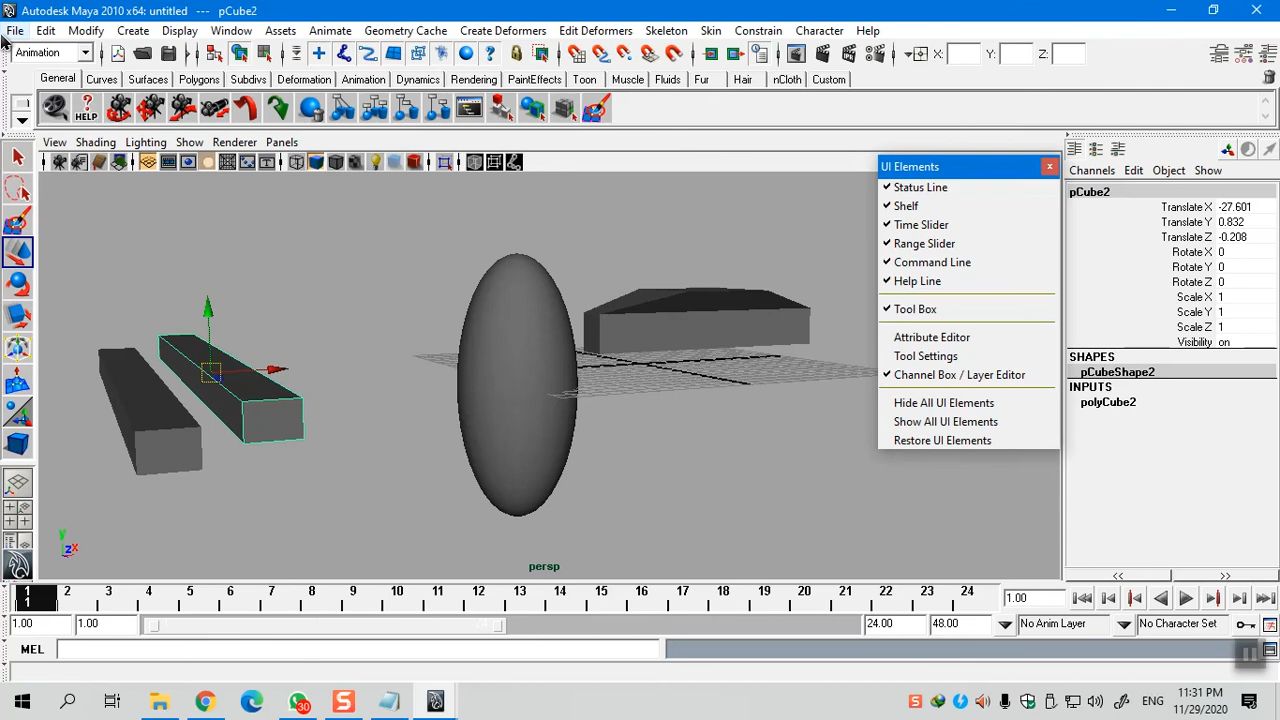 Autodesk Maya 2010 x64: untitled --- pCube2
File Edit Modify Create Display Window Assets Animate Geometry Cache Create Deformers Edit Deformers Skeleton Skin Constrain Character Help
Animation X: Y: Z:
General Curves Surfaces Polygons Subdivs Deformation Animation Dynamics Rendering PaintEffects Toon Muscle Fluids Fur Hair nCloth Custom
HELP
View Shading Lighting Show Renderer Panels
UI Elements
Status Line
Shelf
Time Slider
Range Slider
Command Line
Help Line
Tool Box
Attribute Editor
Tool Settings
Channel Box / Layer Editor
Hide All UI Elements
Show All UI Elements
Restore UI Elements
Channels Edit Object Show
pCube2
Translate X -27.601
Translate Y 0.832
Translate Z -0.208
Rotate X 0
Rotate Y 0
Rotate Z 0
Scale X 1
Scale Y 1
Scale Z 1
Visibility on
SHAPES
pCubeShape2
INPUTS
polyCube2
y
z x
persp
<< >>
1 2 3 4 5 6 7 8 9 10 11 12 13 14 15 16 17 18 19 20 21 22 23 24 1.00
1
1.00 1.00 24.00 48.00 No Anim Layer No Character Set
MEL
30 ENG 11:31 PM
11/29/2020